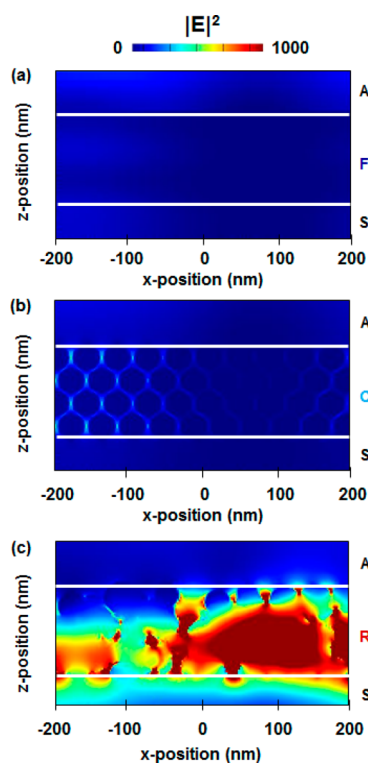 |E|²
0 1000
(a)
A
F
S
z-position (nm)
-200 -100 0 100 200
x-position (nm)
(b)
A
C
S
z-position (nm)
-200 -100 0 100 200
x-position (nm)
(c)
A
R
S
z-position (nm)
-200 -100 0 100 200
x-position (nm)